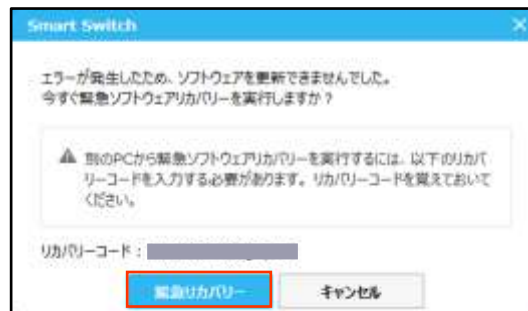 Smart Switch
エラーが発生したため、ソフトウェアを更新できませんでした。
今すぐ緊急ソフトウェアリカバリーを実行しますか？
別のPCから緊急ソフトウェアリカバリーを実行するには、以下のリカバ
リーコードを入力する必要があります。リカバリーコードを覚えておいて
ください。
リカバリーコード：
緊急リカバリー
キャンセル